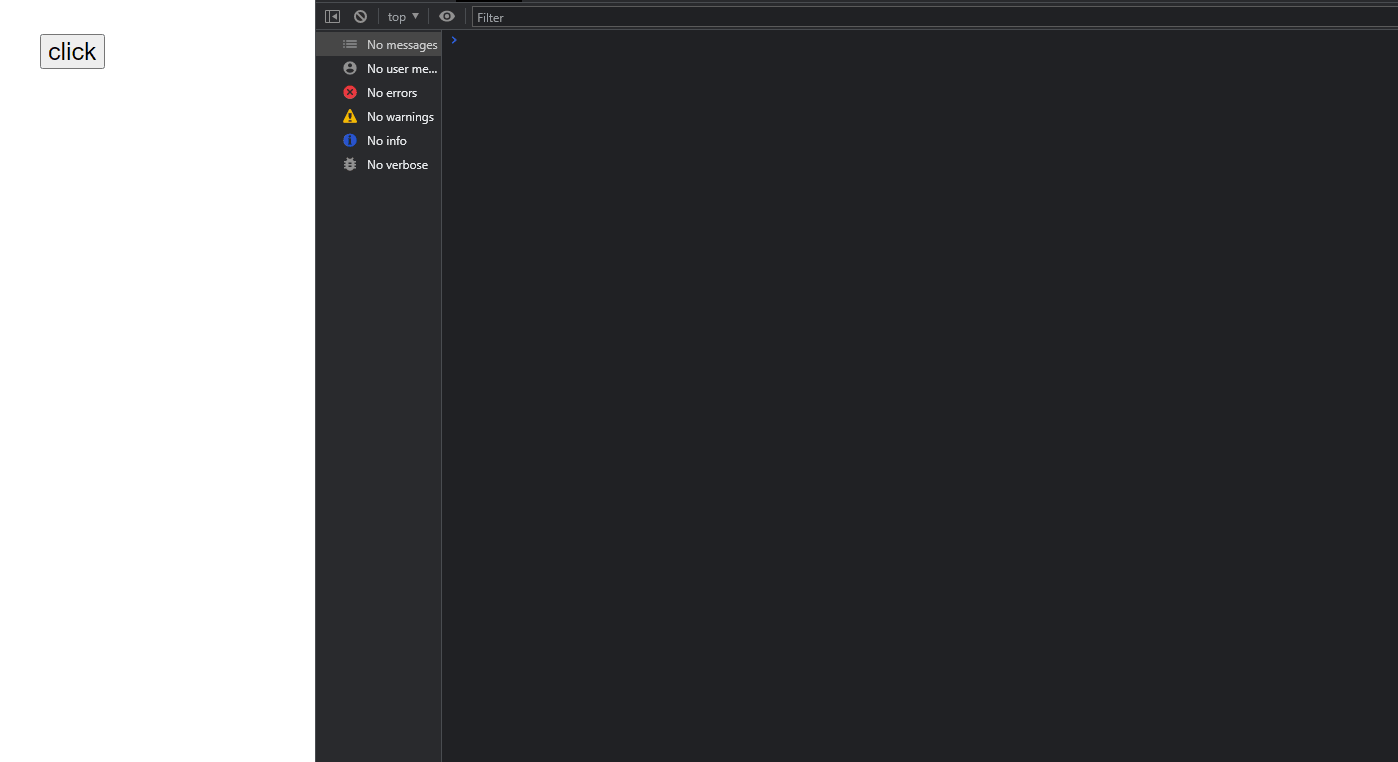 click
top
Filter
No messages
No user me...
No errors
No warnings
No info
No verbose